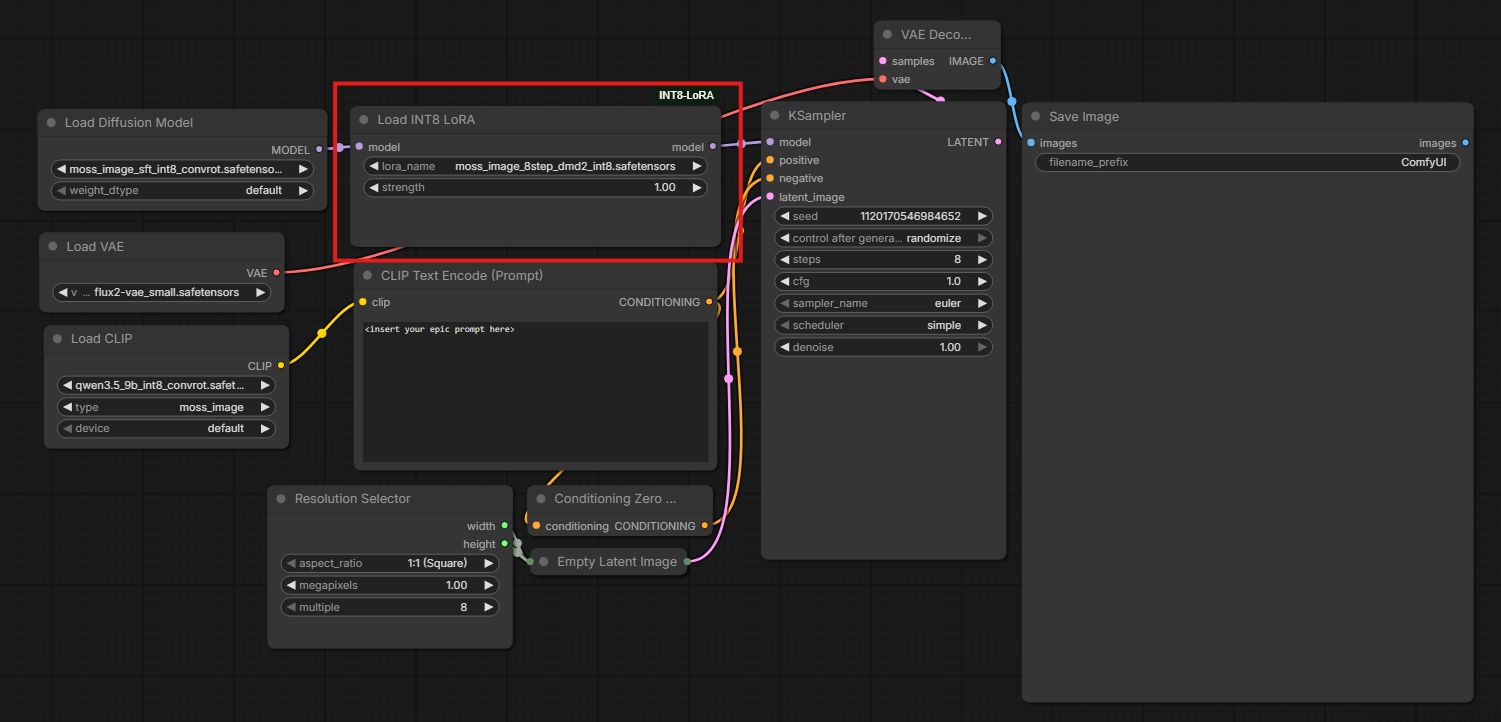 Load Diffusion Model
MODEL
moss_image_sft_int8_convrot.safetenso...
weight_dtype default
Load VAE
VAE
v ... flux2-vae_small.safetensors
Load CLIP
CLIP
qwen3.5_9b_int8_convrot.safet...
type moss_image
device default
INT8-LoRA
Load INT8 LoRA
model model
lora_name moss_image_8step_dmd2_int8.safetensors
strength 1.00
CLIP Text Encode (Prompt)
clip CONDITIONING
<insert your epic prompt here>
Resolution Selector
width
height
aspect_ratio 1:1 (Square)
megapixels 1.00
multiple 8
Conditioning Zero ...
conditioning CONDITIONING
Empty Latent Image
VAE Deco...
samples IMAGE
vae
KSampler
model LATENT
positive
negative
latent_image
seed 1120170546984652
control after genera... randomize
steps 8
cfg 1.0
sampler_name euler
scheduler simple
denoise 1.00
Save Image
images images
filename_prefix ComfyUI